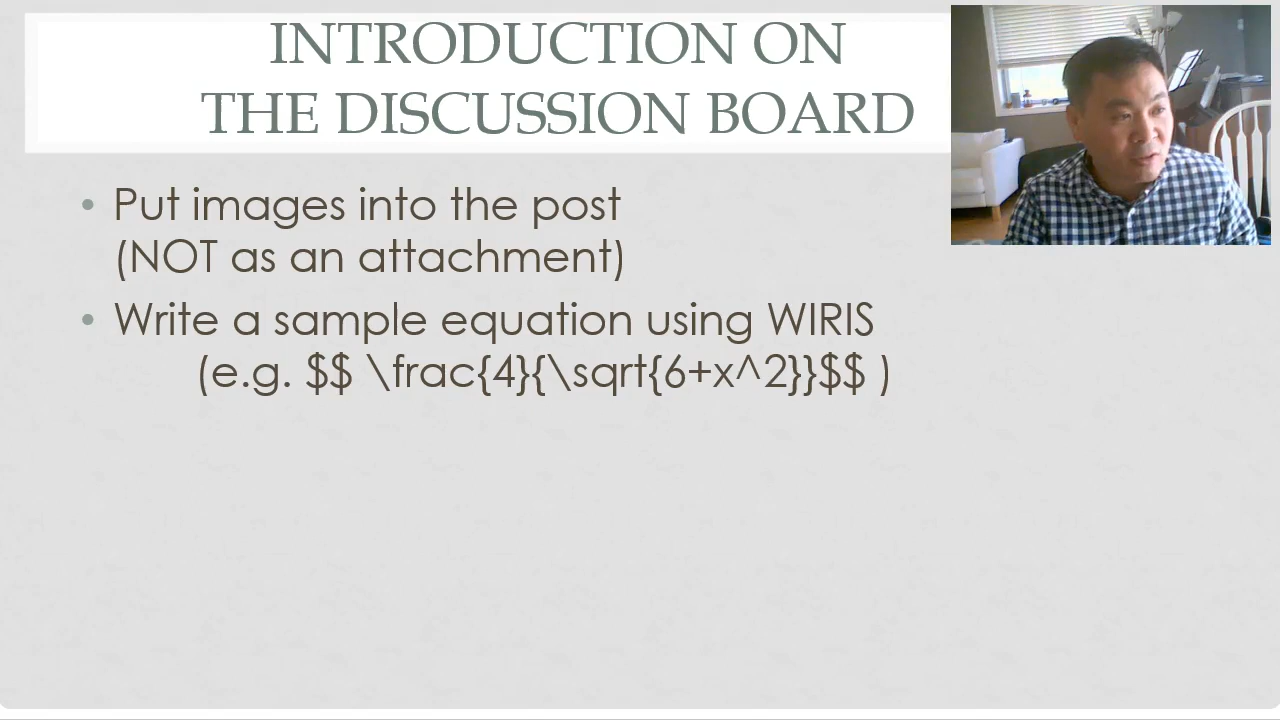 INTRODUCTION ON
THE DISCUSSION BOARD
• Put images into the post
(NOT as an attachment)
• Write a sample equation using WIRIS
(e.g. $$ \frac{4}{\sqrt{6+x^2}}$$ )